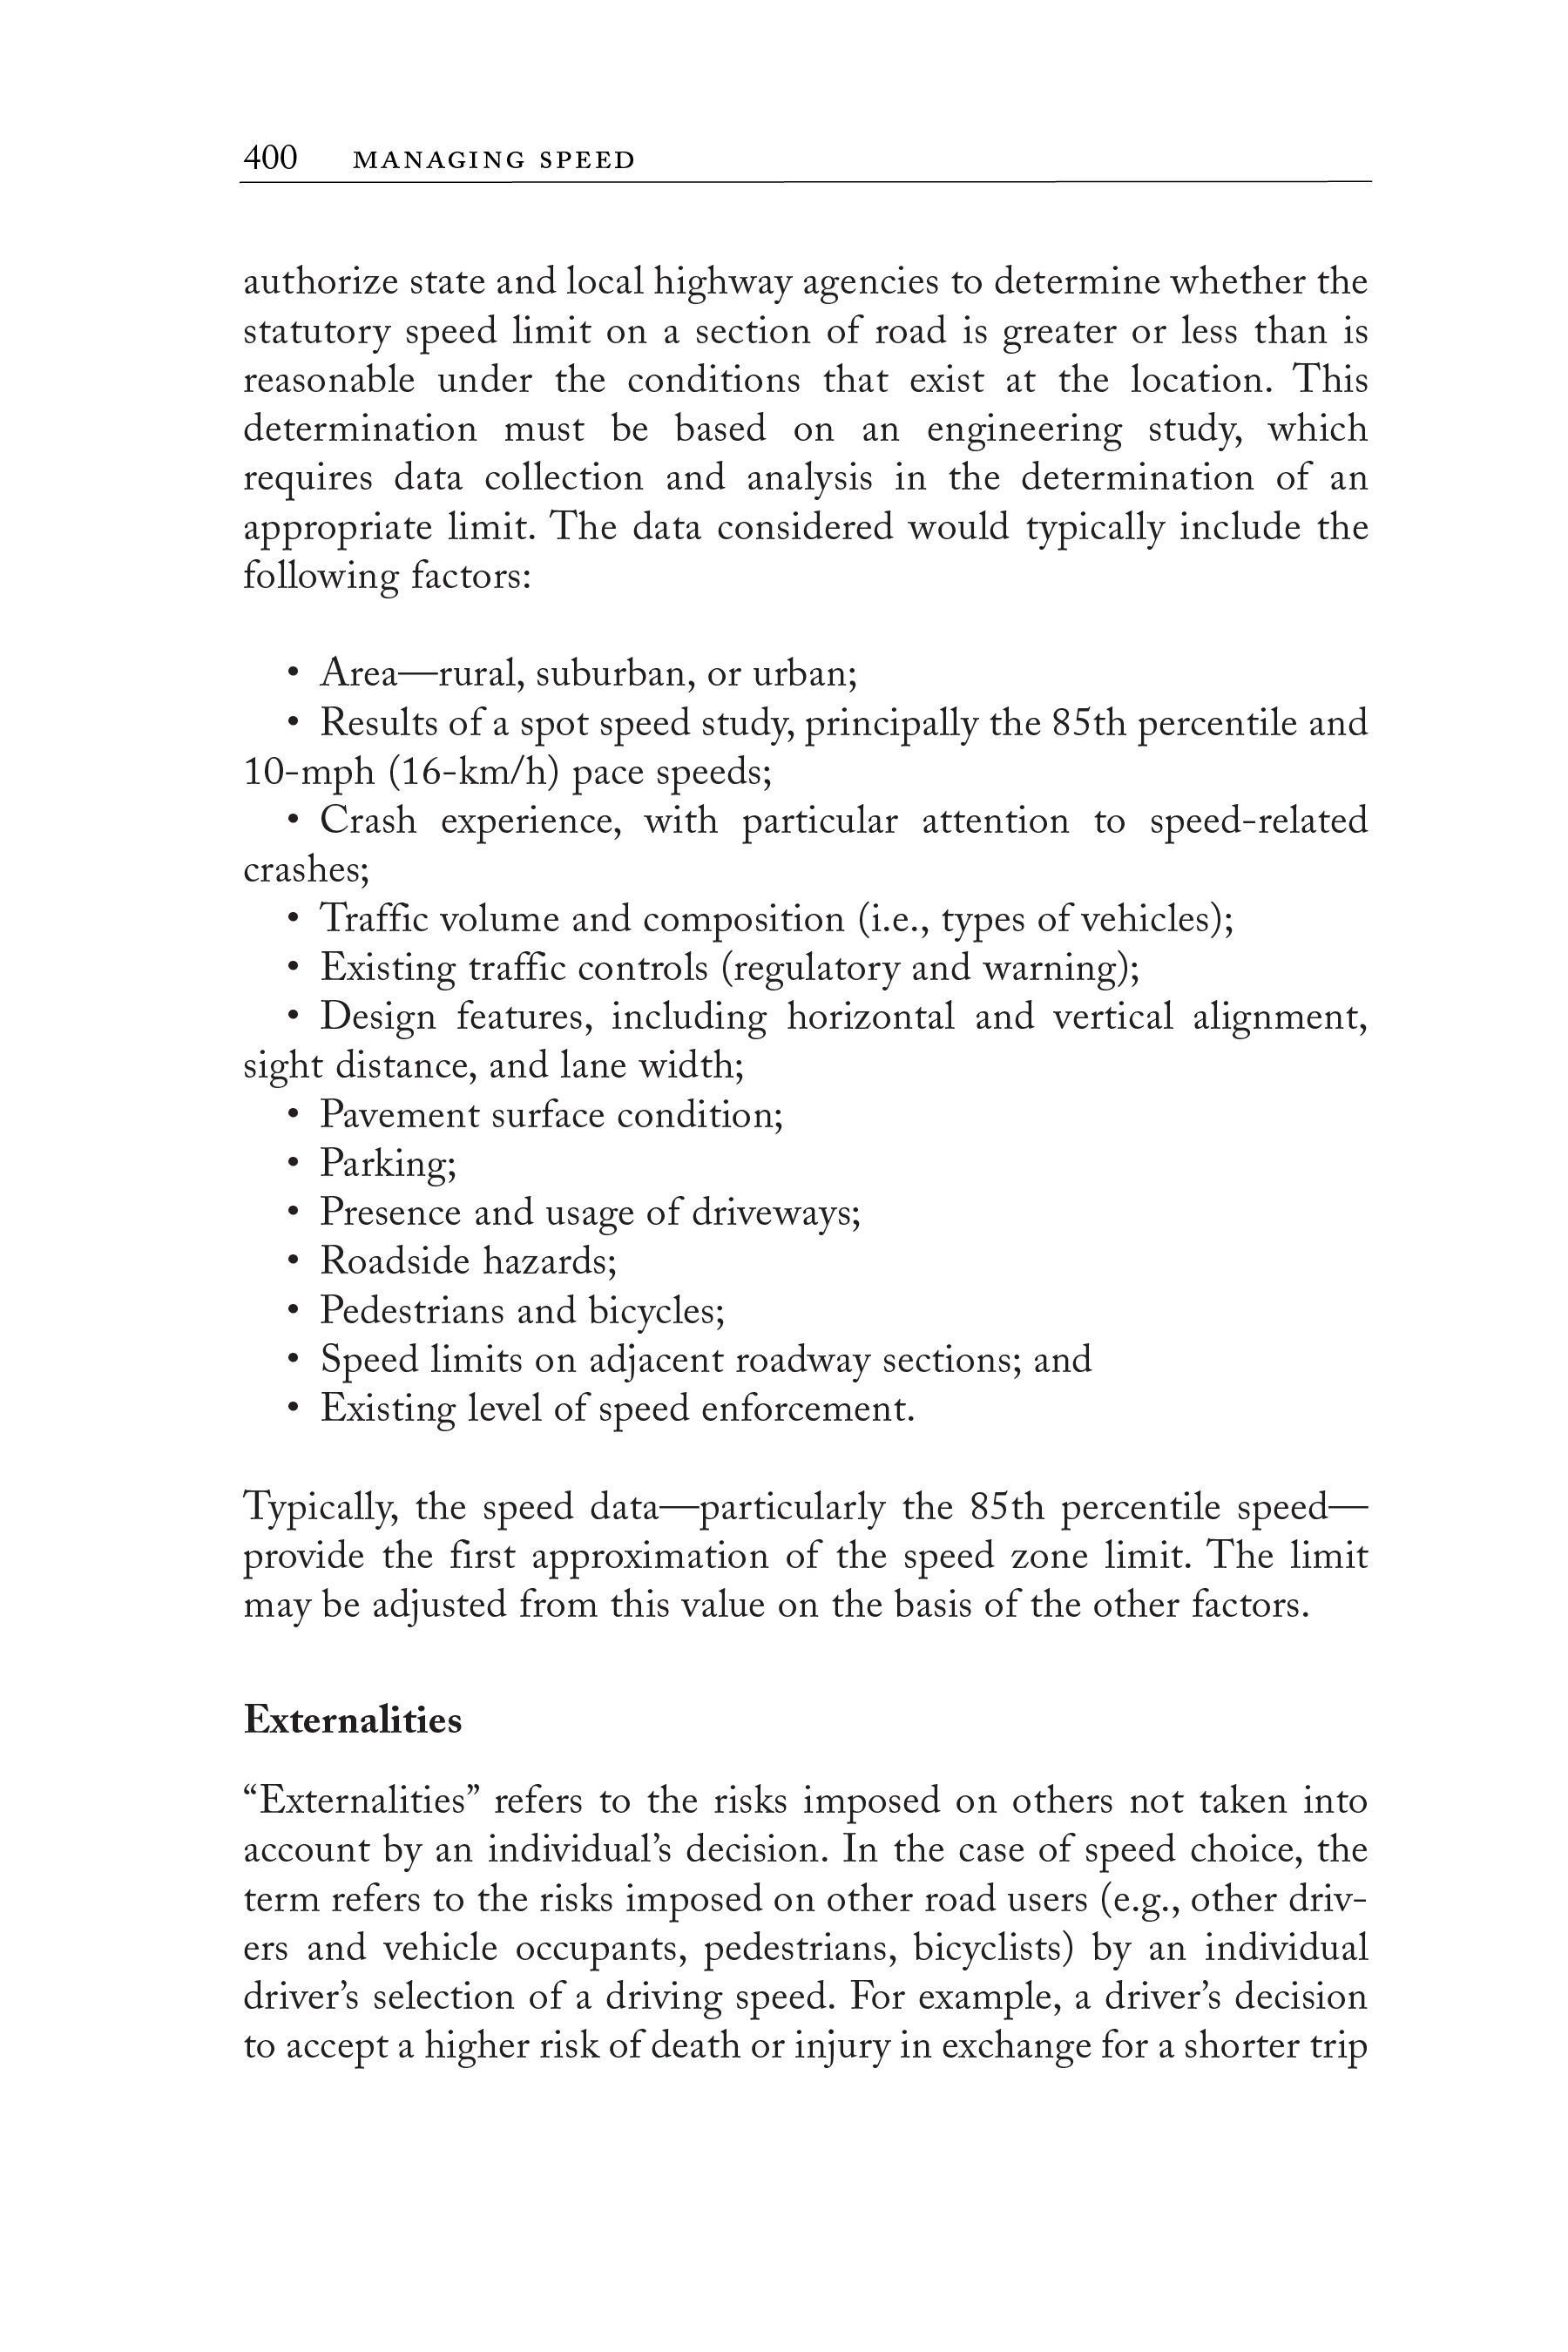 400 MANAGING SPEED
authorize state and local highway agencies to determine whether the
statutory speed limit on a section of road is greater or less than is
reasonable under the conditions that exist at the location. This
determination must be based on an engineering study, which
requires data collection and analysis in the determination of an
appropriate limit. The data considered would typically include the
following factors:
• Area—rural, suburban, or urban;
• Results of a spot speed study, principally the 85th percentile and
10-mph (16-km/h) pace speeds;
• Crash experience, with particular attention to speed-related
crashes;
• Traffic volume and composition (i.e., types of vehicles);
• Existing traffic controls (regulatory and warning);
• Design features, including horizontal and vertical alignment,
sight distance, and lane width;
• Pavement surface condition;
• Parking;
• Presence and usage of driveways;
• Roadside hazards;
• Pedestrians and bicycles;
• Speed limits on adjacent roadway sections; and
• Existing level of speed enforcement.
Typically, the speed data—particularly the 85th percentile speed—
provide the first approximation of the speed zone limit. The limit
may be adjusted from this value on the basis of the other factors.
Externalities
“Externalities” refers to the risks imposed on others not taken into
account by an individual’s decision. In the case of speed choice, the
term refers to the risks imposed on other road users (e.g., other driv-
ers and vehicle occupants, pedestrians, bicyclists) by an individual
driver’s selection of a driving speed. For example, a driver’s decision
to accept a higher risk of death or injury in exchange for a shorter trip